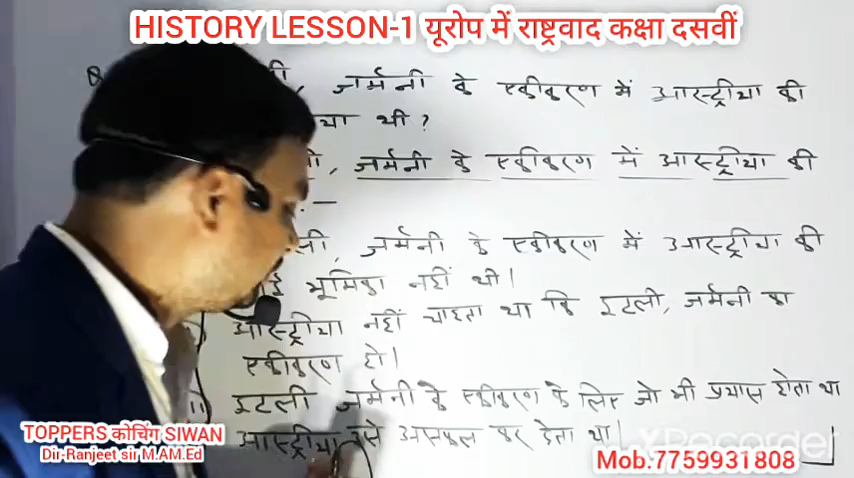 HISTORY LESSON-1 यूरोप में राष्ट्रवाद कक्षा दसवीं
जर्मनी के एकीकरण में आस्ट्रीया की
थी ?
जर्मनी के एकीकरण में आस्ट्रीया की
:—
जर्मनी के एकीकरण में आस्ट्रीया की
भूमिका नहीं थी।
आस्ट्रीया नहीं चाहता था कि इटली, जर्मनी का
एकीकरण हो।
इटली जर्मनी के एकीकरण के लिए जो भी प्रयास होता था
आस्ट्रीया उसे असफल कर देता था।
TOPPERS कोचिंग SIWAN
Dir-Ranjeet sir M.AM.Ed
Mob.7759931808